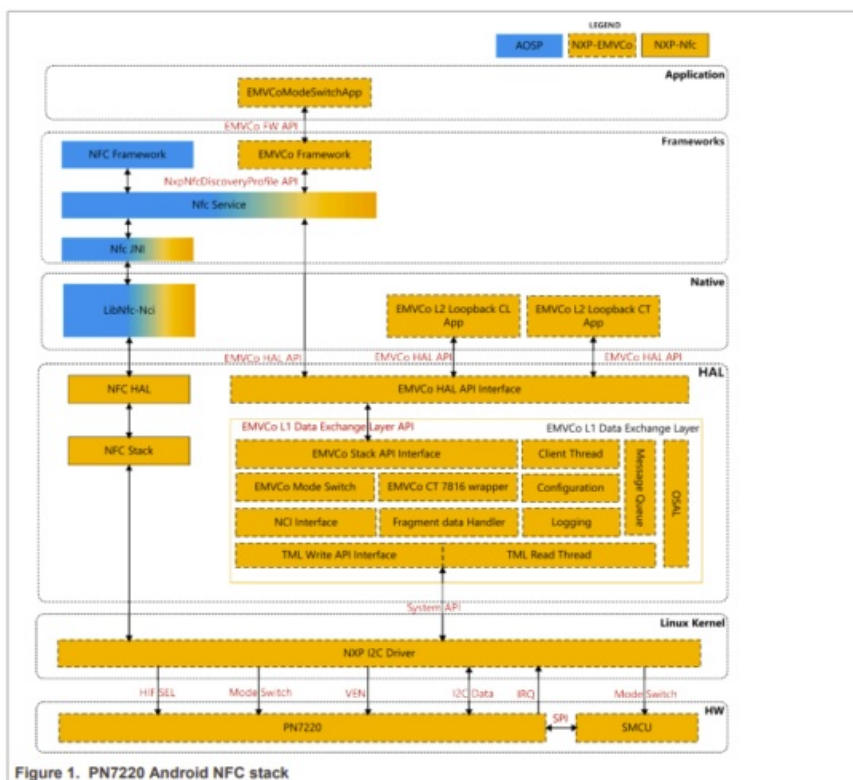 LEGEND
AOSP
NXP-EMVCo
NXP-Nfc
Application
EMVCoModeSwitchApp
EMVCo FW API
Frameworks
NFC Framework
EMVCo Framework
NxpNfcDiscoveryProfile API
Nfc Service
Nfc JNI
Native
LibNfc-Nci
EMVCo L2 Loopback CL
App
EMVCo L2 Loopback CT
App
EMVCo HAL API
EMVCo HAL API
EMVCo HAL API
HAL
NFC HAL
EMVCo HAL API Interface
EMVCo L1 Data Exchange Layer API
EMVCo L1 Data Exchange Layer
NFC Stack
EMVCo Stack API Interface
Client Thread
Message Queue
OSAL
EMVCo Mode Switch
EMVCo CT 7816 wrapper
Configuration
NCI Interface
Fragment data Handler
Logging
TML Write API Interface
TML Read Thread
System API
Linux Kernel
NXP I2C Driver
HIF SEL
Mode Switch
VEN
I2C Data
IRQ
Mode Switch
HW
PN7220
SPI
SMCU
Figure 1. PN7220 Android NFC stack